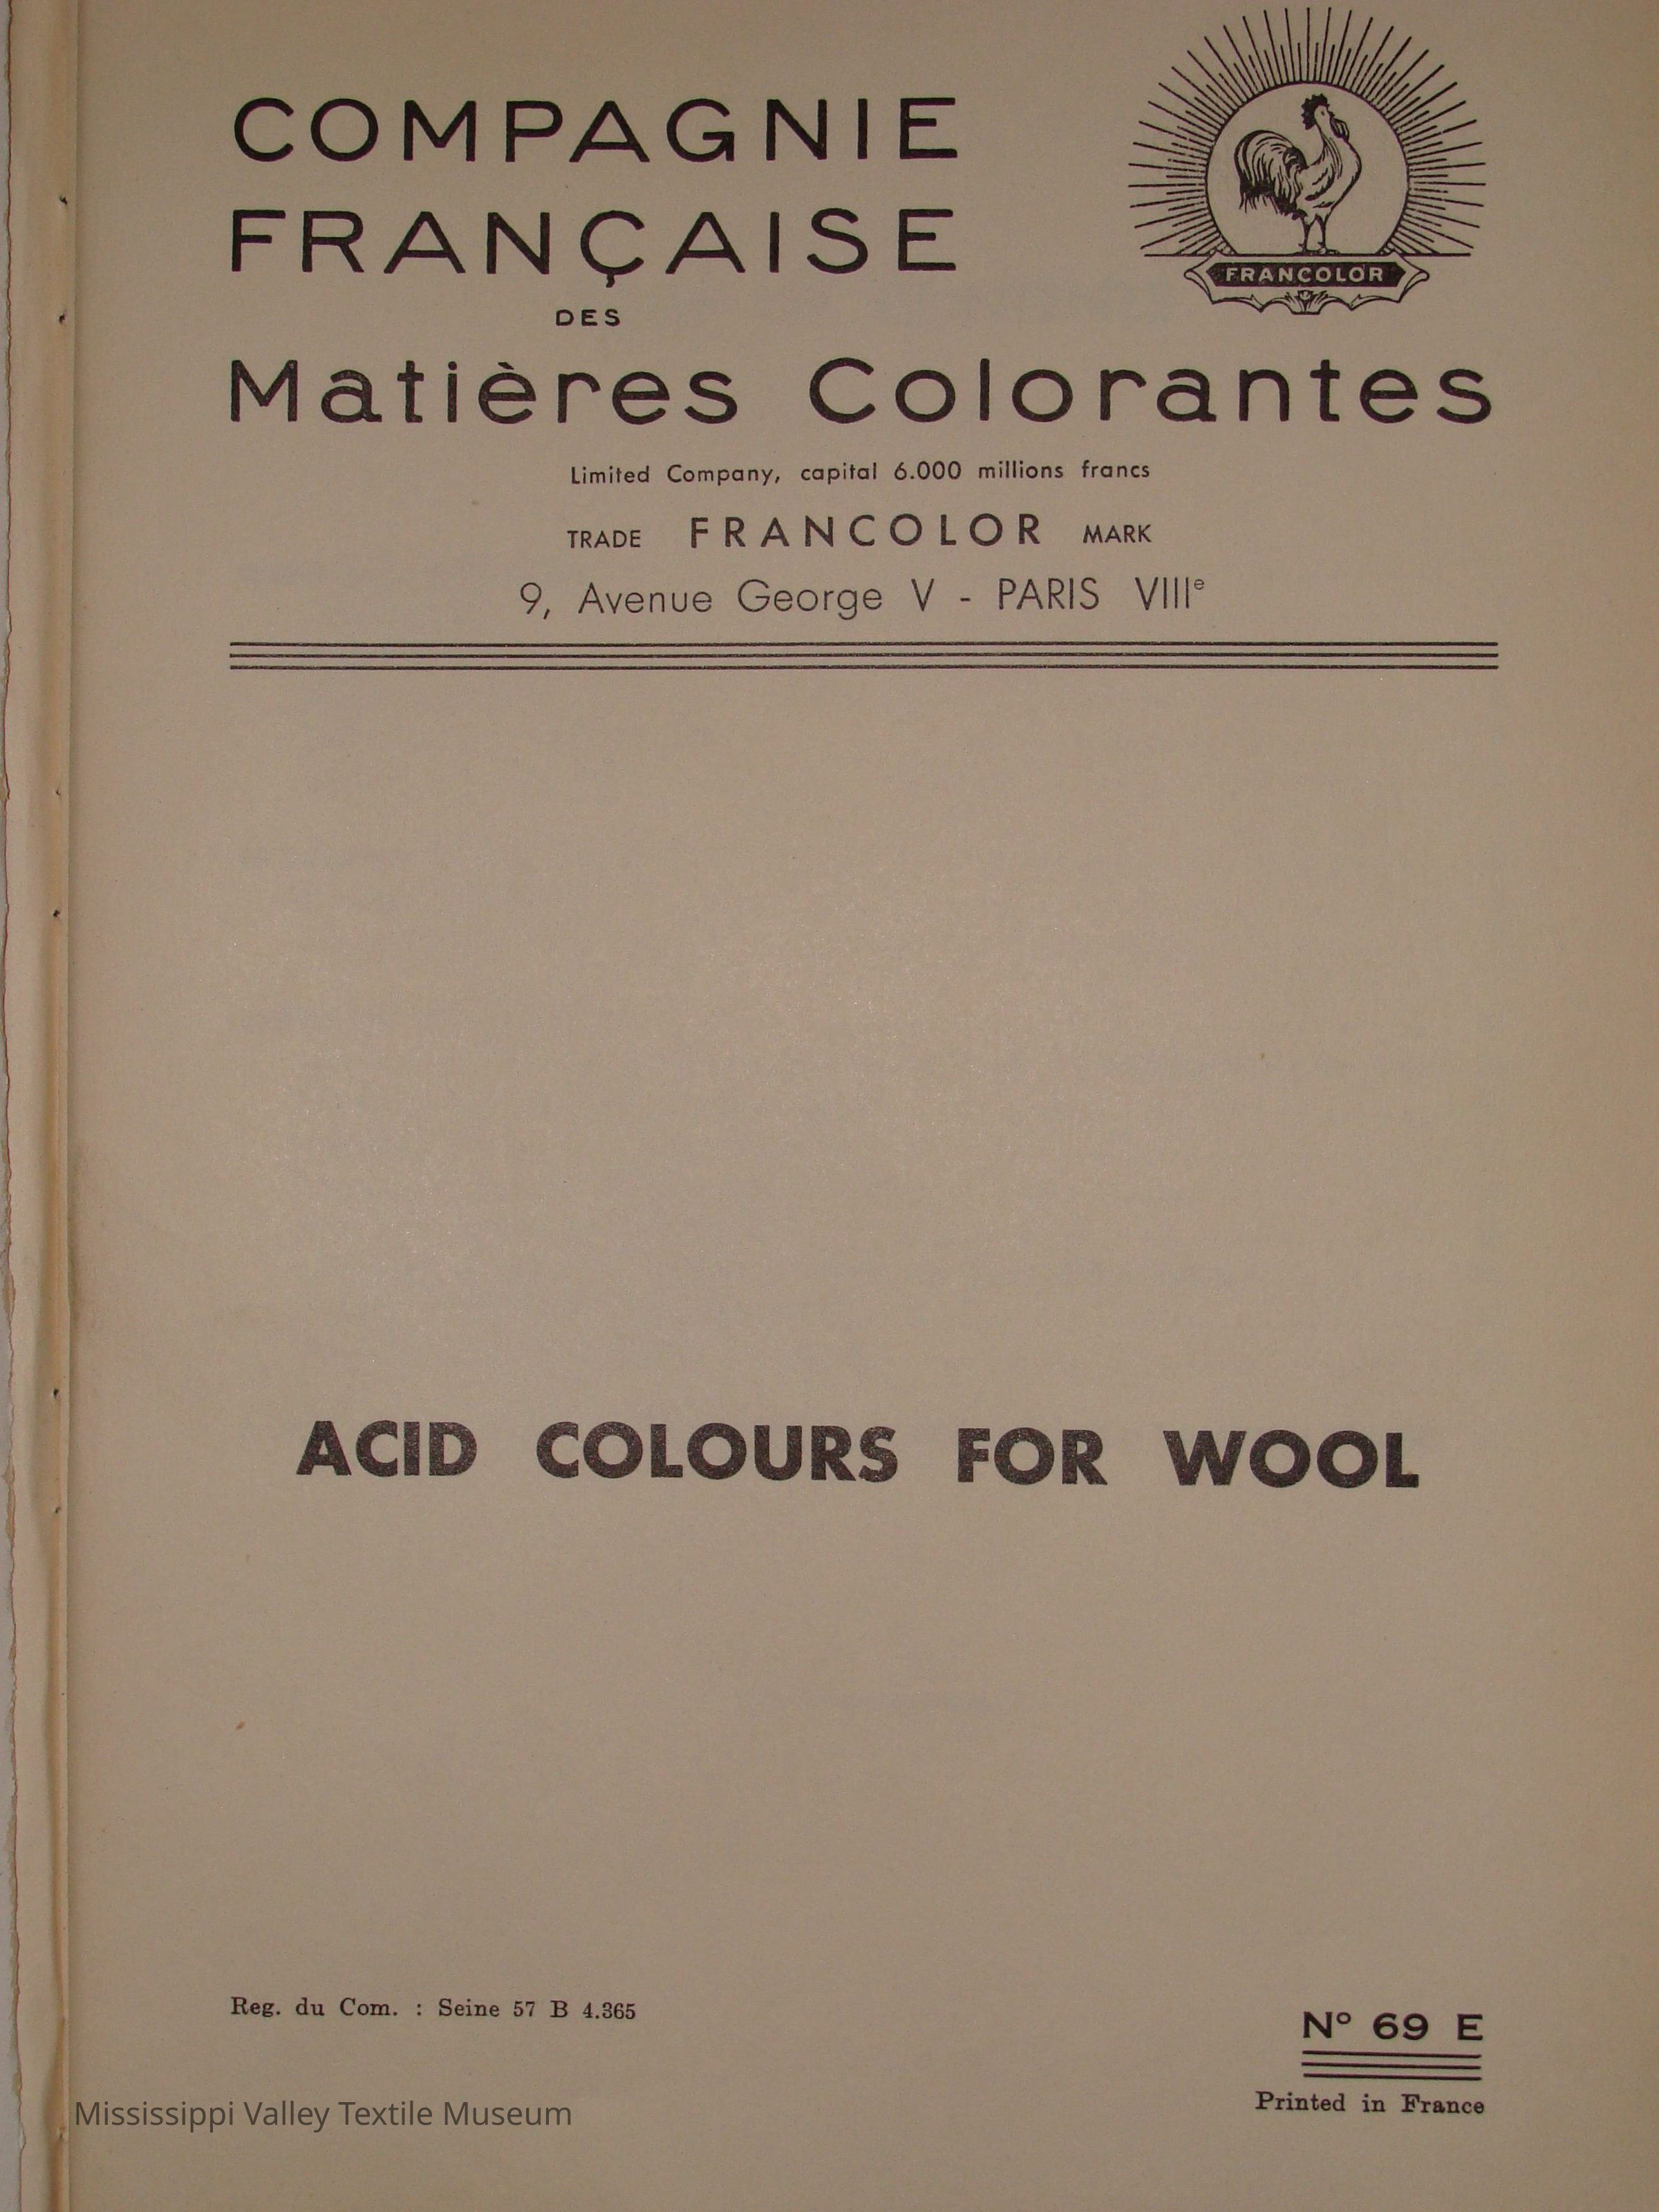 COMPAGNIE
FRANÇAISE
DES
Matières Colorantes
FRANCOLOR
Limited Company, capital 6.000 millions francs
TRADE FRANCOLOR MARK
9, Avenue George V - PARIS VIIIᵉ
ACID COLOURS FOR WOOL
Reg. du Com. : Seine 57 B 4.365
Nº 69 E
Printed in France
Mississippi Valley Textile Museum